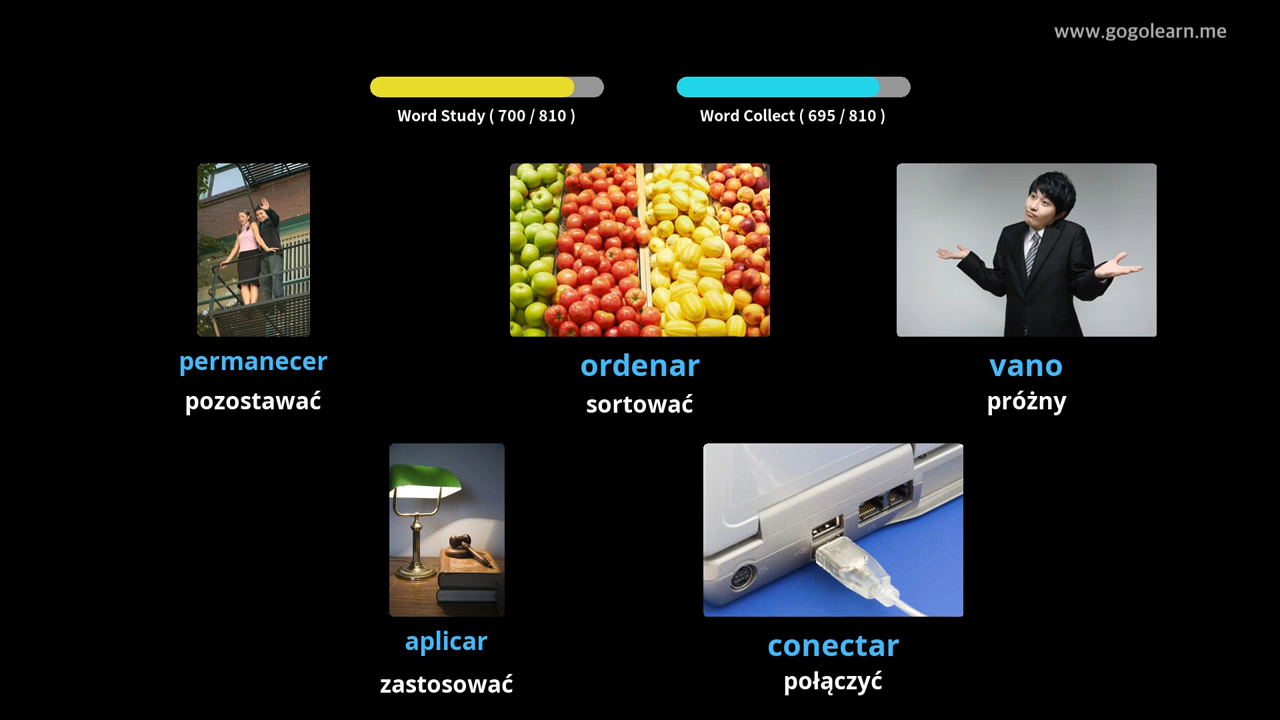 www.gogolearn.me
Word Study ( 700 / 810 )
Word Collect ( 695 / 810 )
permanecer
pozostawać
ordenar
sortować
vano
próżny
aplicar
zastosować
conectar
połączyć